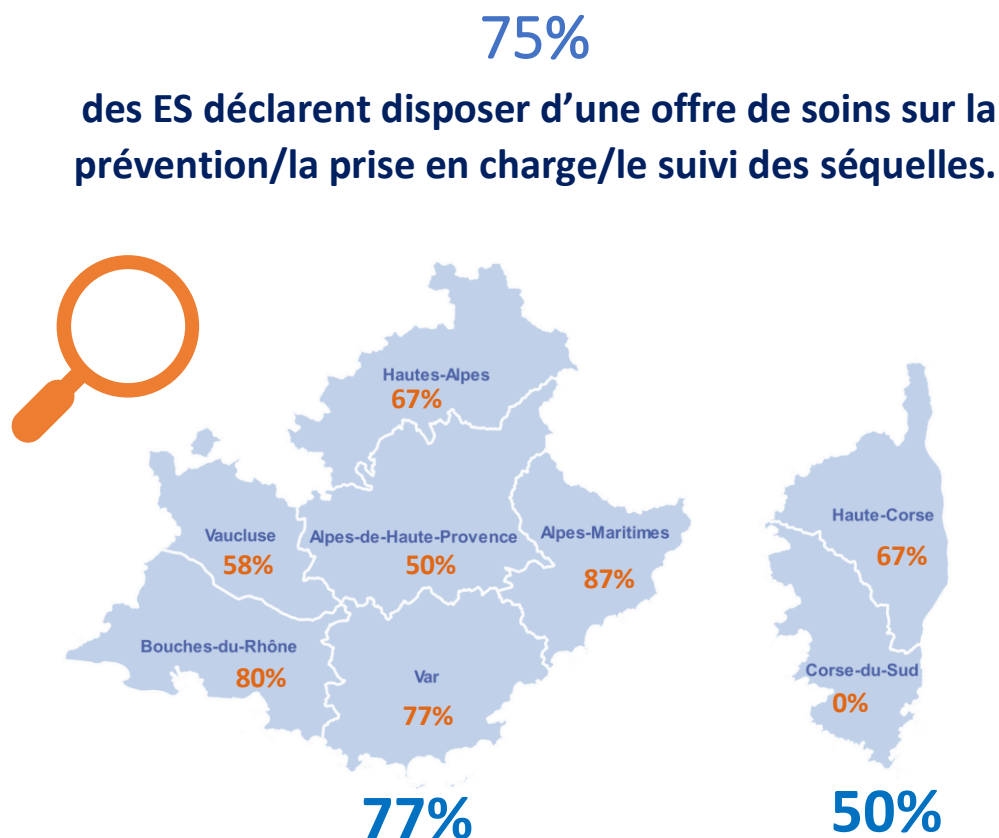 75%
des ES déclarent disposer d’une offre de soins sur la
prévention/la prise en charge/le suivi des séquelles.
Hautes-Alpes
67%
Vaucluse
58%
Alpes-de-Haute-Provence
50%
Alpes-Maritimes
87%
Bouches-du-Rhône
80%
Var
77%
Haute-Corse
67%
Corse-du-Sud
0%
77%
50%